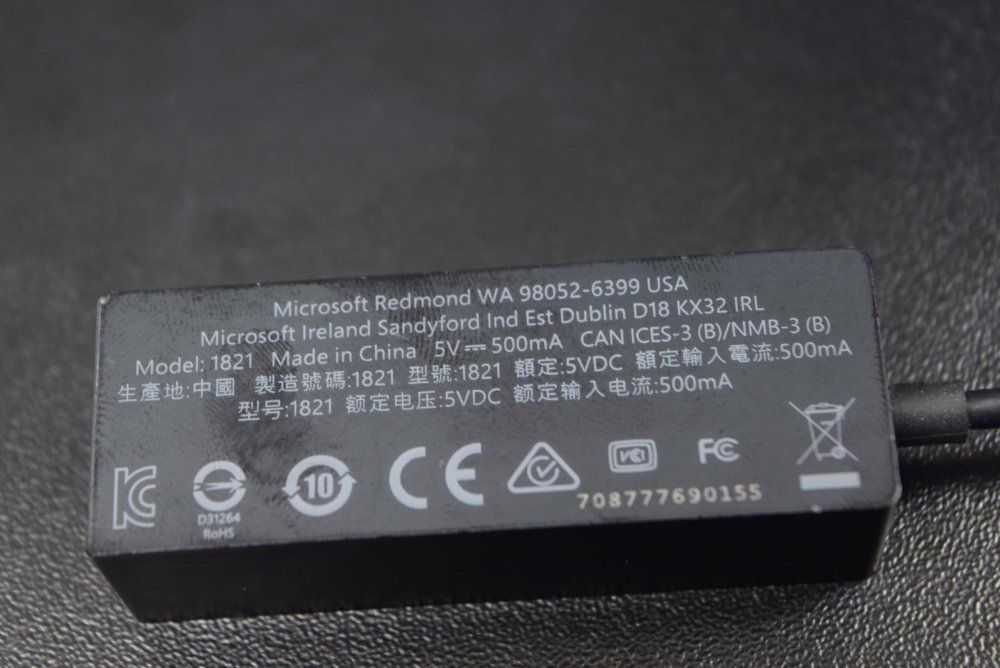 Microsoft Redmond WA 98052-6399 USA
Microsoft Ireland Sandyford Ind Est Dublin D18 KX32 IRL
Model: 1821 Made in China 5V⎓ 500mA CAN ICES-3 (B)/NMB-3 (B)
生產地:中國 製造號碼:1821 型號:1821 額定:5VDC 額定輸入電流:500mA
型号:1821 额定电压:5VDC 额定输入电流:500mA
KC
10
CE
VCI
FC
D31264
RoHS
708777690155